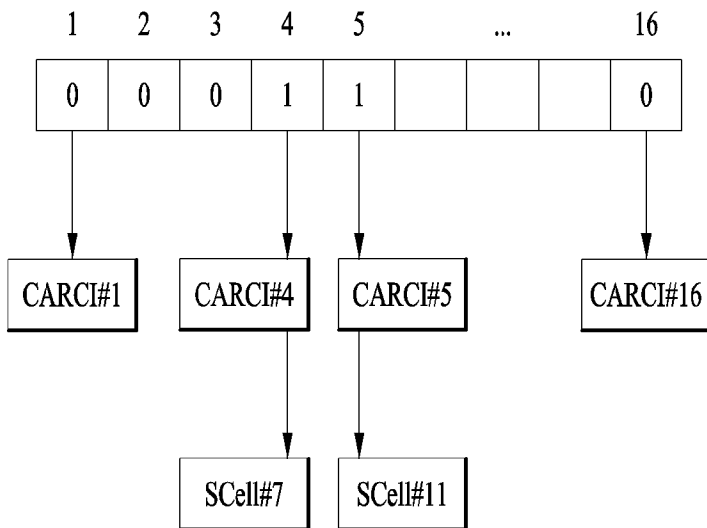 1 2 3 4 5 ... 16
0 0 0 1 1 0
CARCI#1 CARCI#4 CARCI#5 CARCI#16
SCell#7 SCell#11